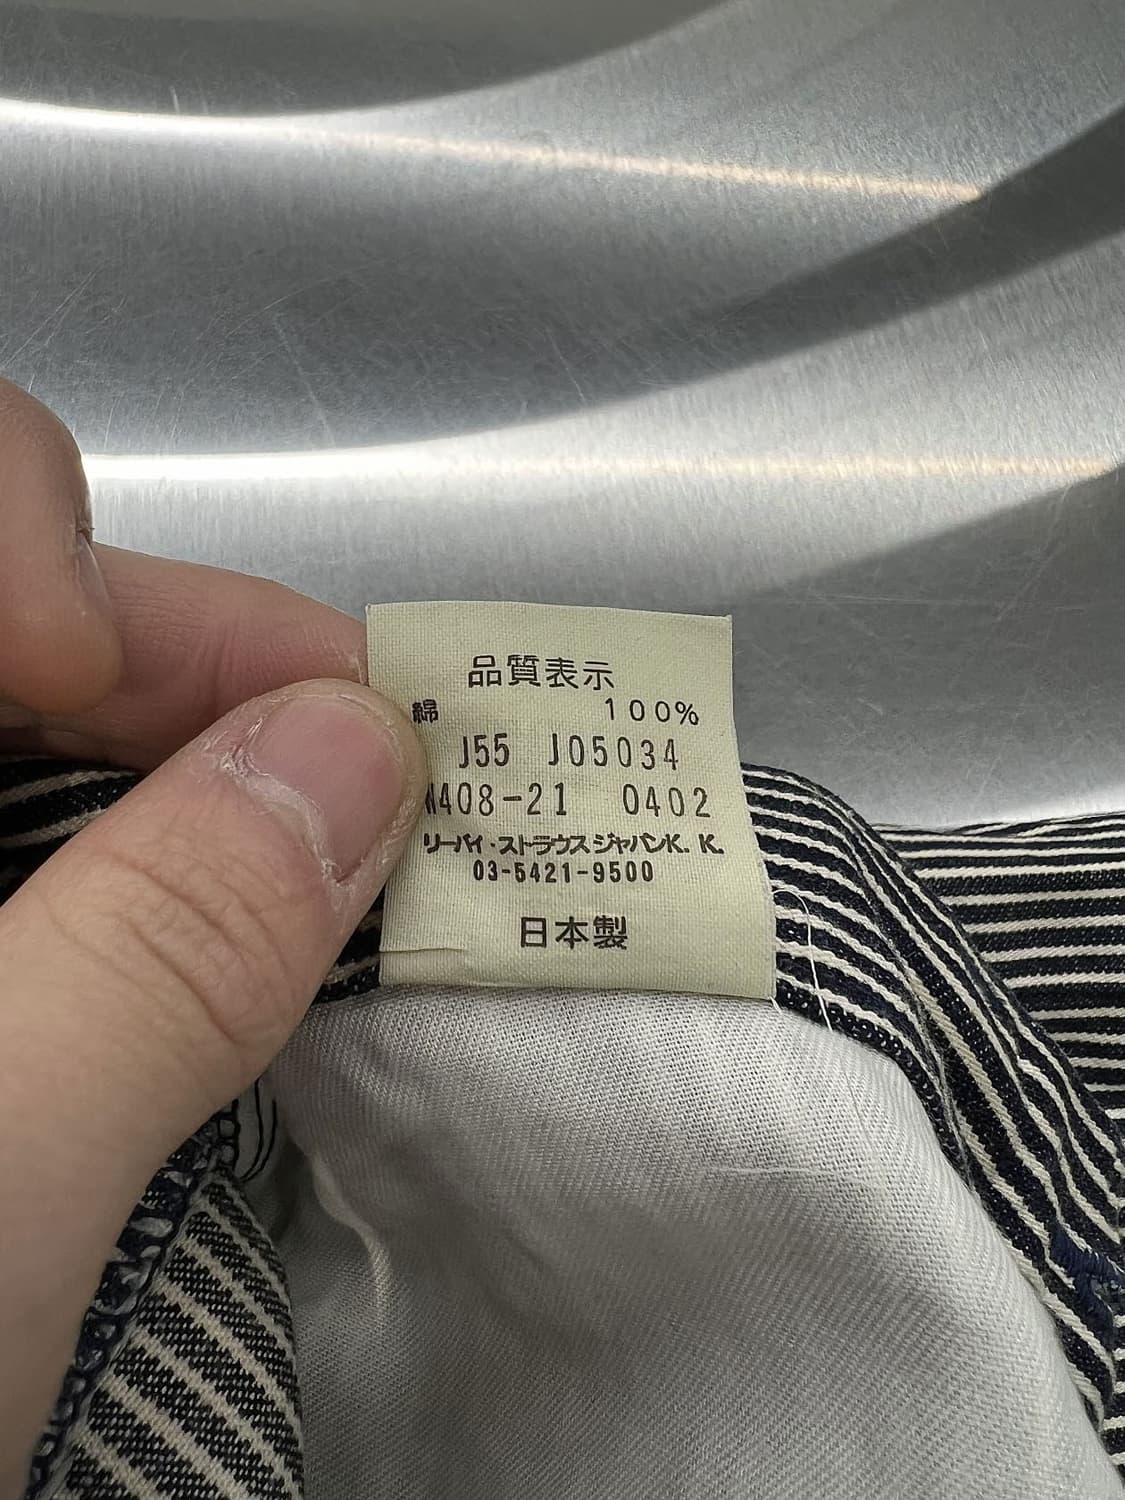 品質表示
綿 100%
J55 J05034
W408-21 0402
リーバイ・ストラウス ジャパンK. K.
03-5421-9500
日本製